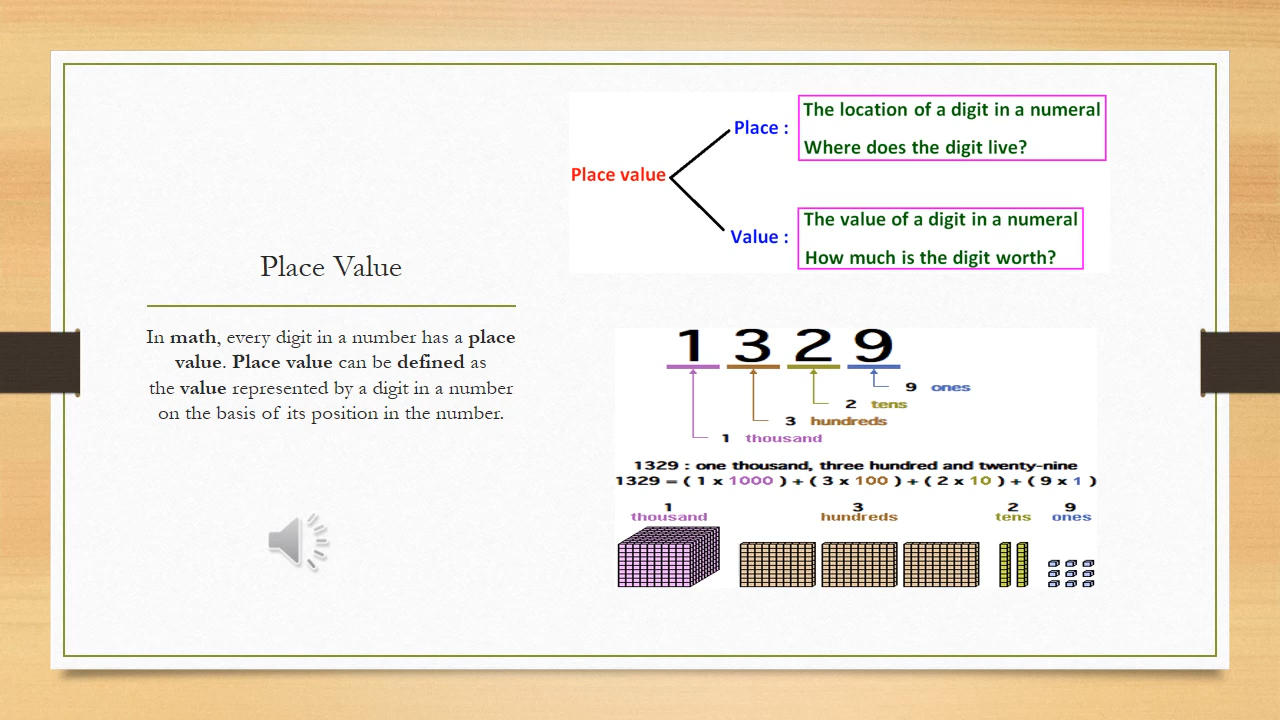 Place Value
In math, every digit in a number has a place
value. Place value can be defined as
the value represented by a digit in a number
on the basis of its position in the number.
Place value
Place :
The location of a digit in a numeral
Where does the digit live?
Value :
The value of a digit in a numeral
How much is the digit worth?
1 3 2 9
9 ones
2 tens
3 hundreds
1 thousand
1329 : one thousand, three hundred and twenty-nine
1329 = ( 1 x 1000 ) + ( 3 x 100 ) + ( 2 x 10 ) + ( 9 x 1 )
1 3 2 9
thousand hundreds tens ones